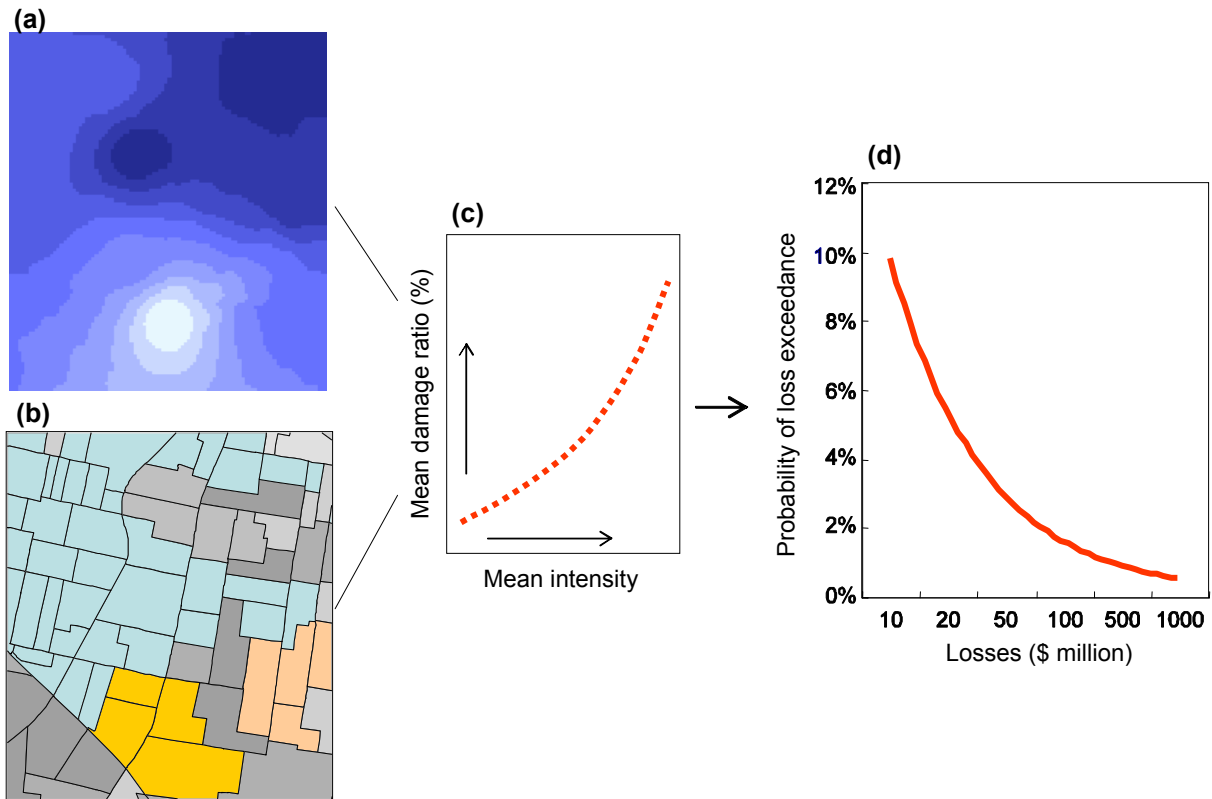 (a)
(b)
(c)
Mean damage ratio (%)
Mean intensity
(d)
Probability of loss exceedance
12%
10%
8%
6%
4%
2%
0%
10 20 50 100 500 1000
Losses ($ million)